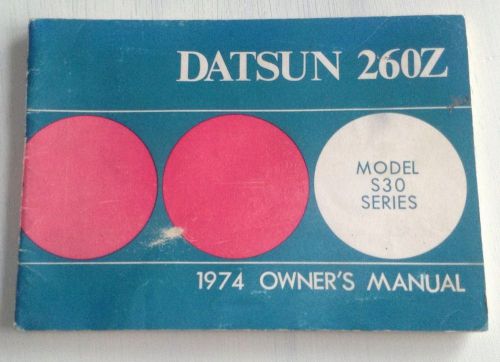 DATSUN 260Z
MODEL
S30
SERIES
1974 OWNER'S MANUAL